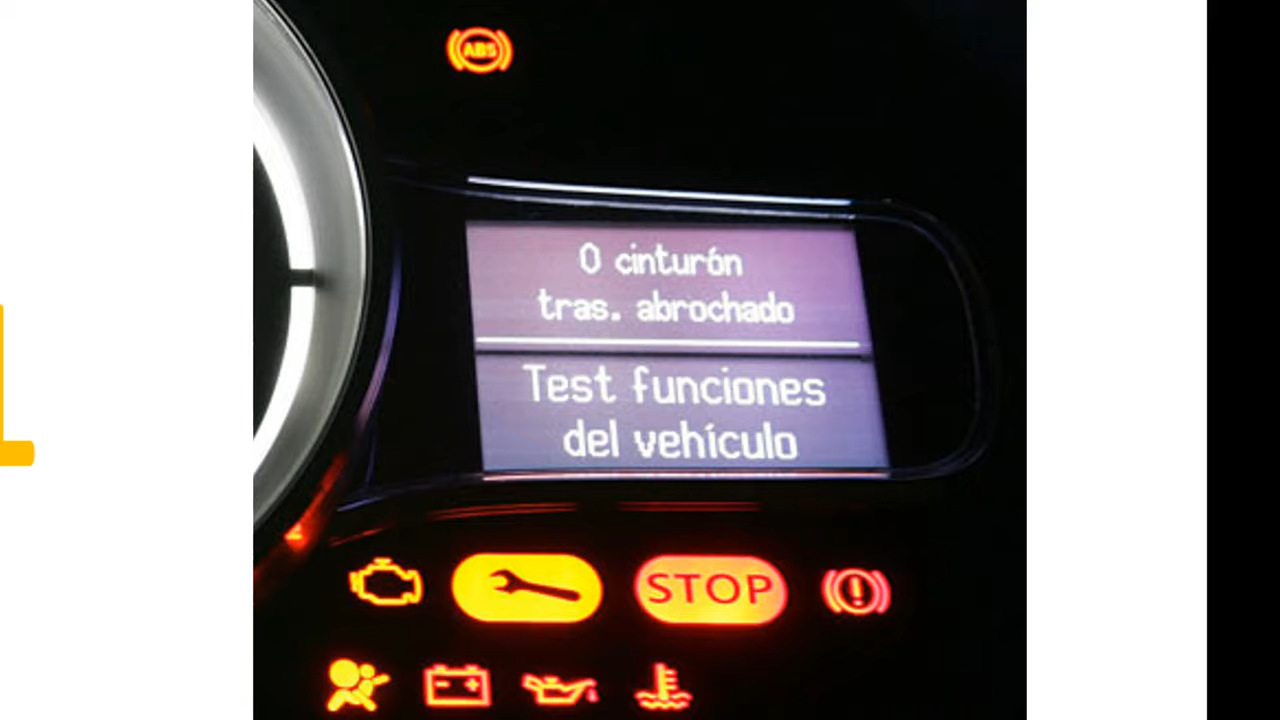 ABS
0 cinturón
tras. abrochado
Test funciones
del vehículo
STOP